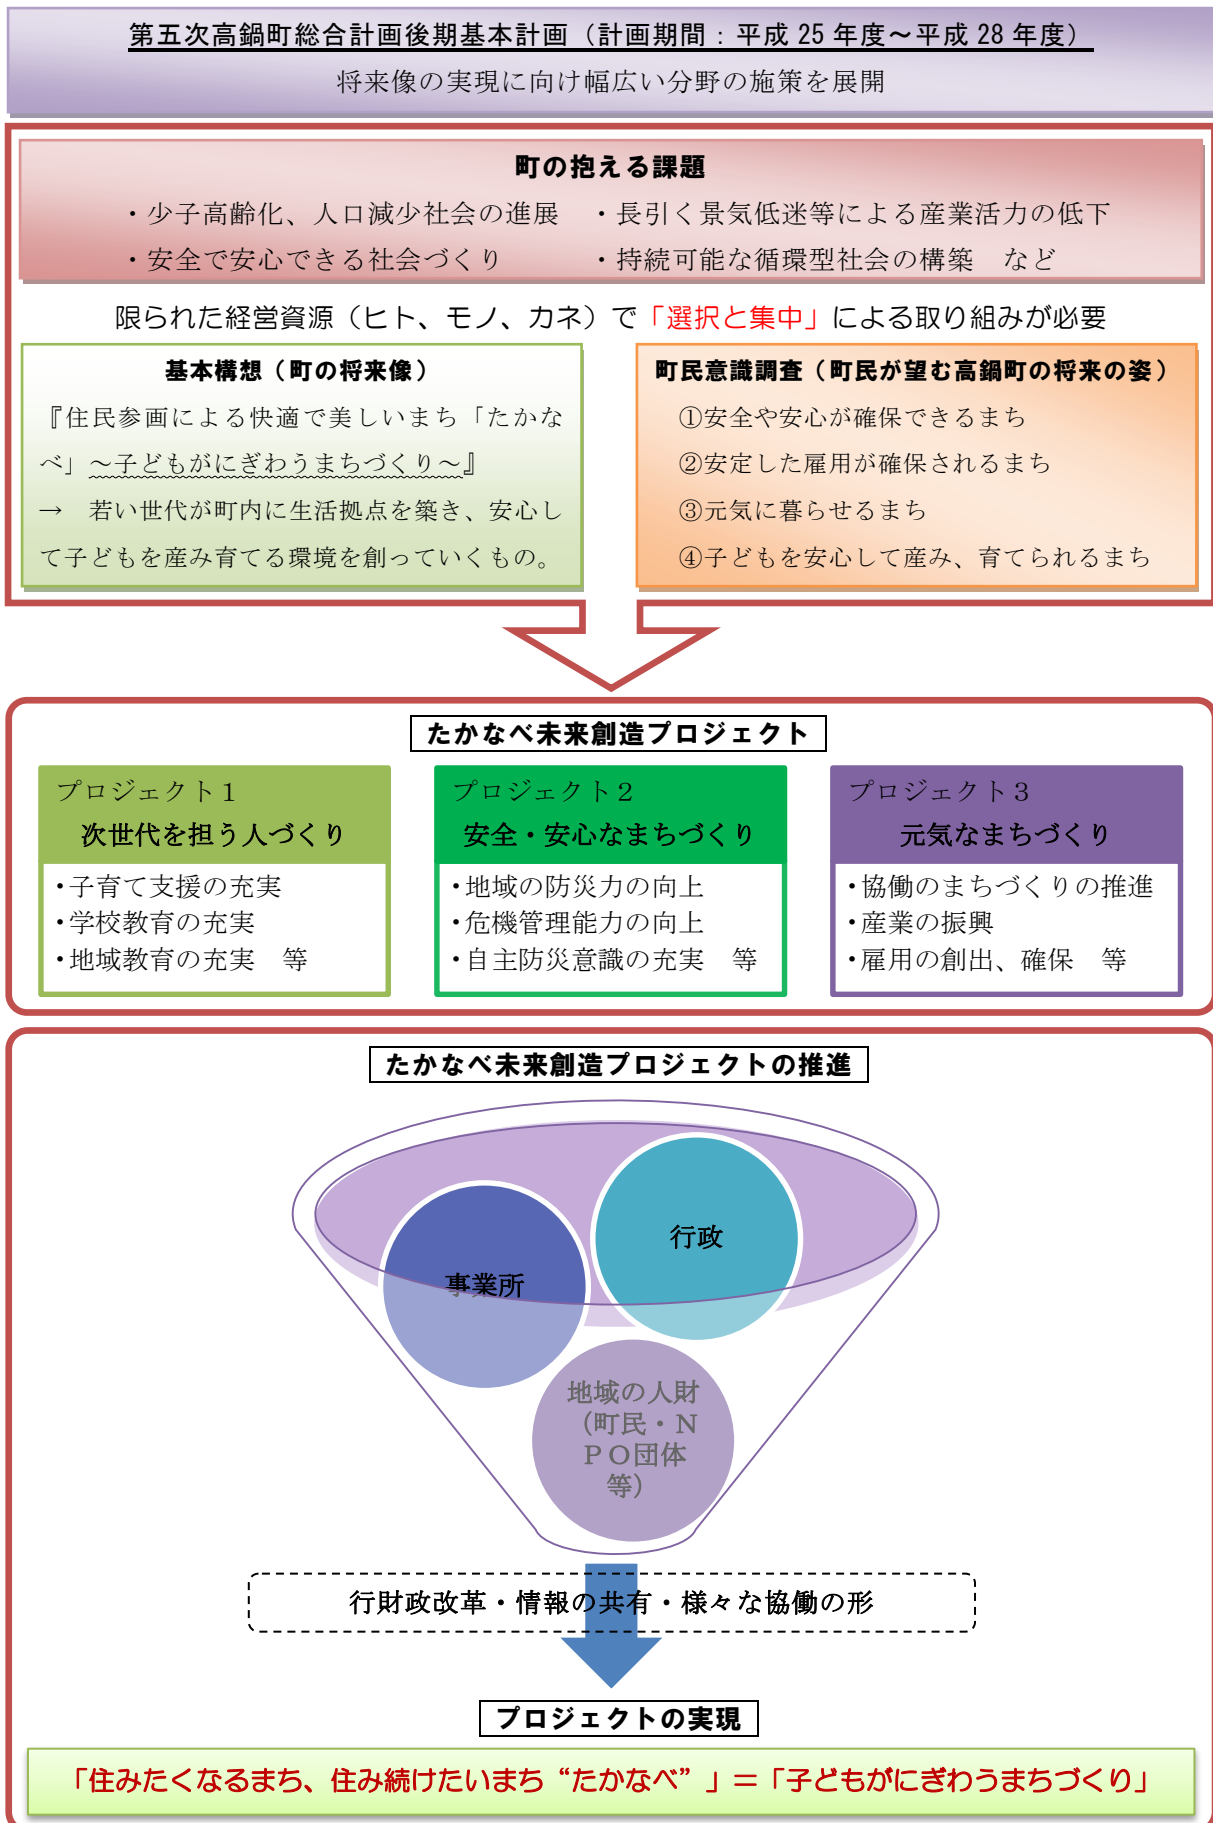 第五次高鍋町総合計画後期基本計画（計画期間：平成 25 年度～平成 28 年度）
将来像の実現に向け幅広い分野の施策を展開
町の抱える課題
・少子高齢化、人口減少社会の進展　・長引く景気低迷等による産業活力の低下
・安全で安心できる社会づくり　　　・持続可能な循環型社会の構築　など
限られた経営資源（ヒト、モノ、カネ）で「選択と集中」による取り組みが必要
基本構想（町の将来像）
『住民参画による快適で美しいまち「たかな
べ」～子どもがにぎわうまちづくり～』
→　若い世代が町内に生活拠点を築き、安心し
て子どもを産み育てる環境を創っていくもの。
町民意識調査（町民が望む高鍋町の将来の姿）
①安全や安心が確保できるまち
②安定した雇用が確保されるまち
③元気に暮らせるまち
④子どもを安心して産み、育てられるまち
たかなべ未来創造プロジェクト
プロジェクト１
次世代を担う人づくり
・子育て支援の充実
・学校教育の充実
・地域教育の充実　等
プロジェクト２
安全・安心なまちづくり
・地域の防災力の向上
・危機管理能力の向上
・自主防災意識の充実　等
プロジェクト３
元気なまちづくり
・協働のまちづくりの推進
・産業の振興
・雇用の創出、確保　等
たかなべ未来創造プロジェクトの推進
行政
事業所
地域の人財
（町民・Ｎ
ＰＯ団体
等）
行財政改革・情報の共有・様々な協働の形
プロジェクトの実現
「住みたくなるまち、住み続けたいまち“たかなべ”」＝「子どもがにぎわうまちづくり」